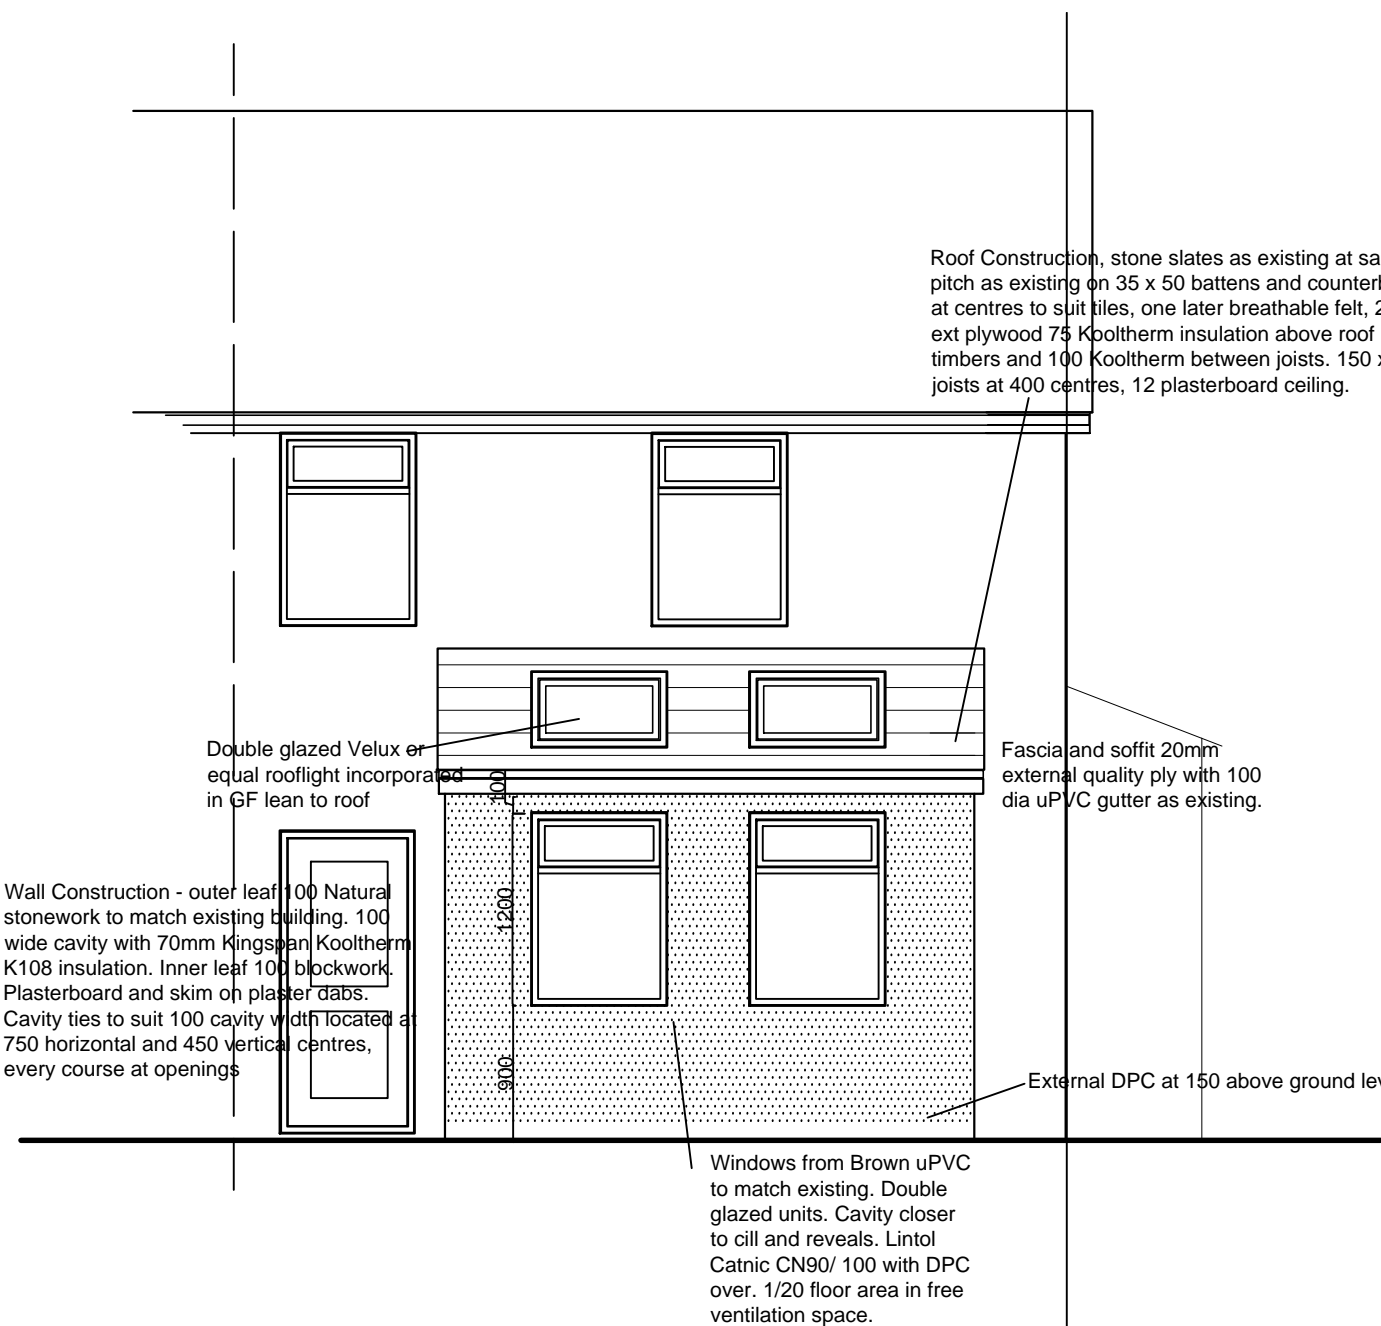 Roof Construction, stone slates as existing at sa
pitch as existing on 35 x 50 battens and counterb
at centres to suit tiles, one later breathable felt, 2
ext plywood 75 Kooltherm insulation above roof
timbers and 100 Kooltherm between joists. 150 x
joists at 400 centres, 12 plasterboard ceiling.
Double glazed Velux or
equal rooflight incorporated
in GF lean to roof
Fascia and soffit 20mm
external quality ply with 100
dia uPVC gutter as existing.
100
1200
900
Wall Construction - outer leaf 100 Natural
stonework to match existing building. 100
wide cavity with 70mm Kingspan Kooltherm
K108 insulation. Inner leaf 100 blockwork.
Plasterboard and skim on plaster dabs.
Cavity ties to suit 100 cavity width located at
750 horizontal and 450 vertical centres,
every course at openings
External DPC at 150 above ground lev
Windows from Brown uPVC
to match existing. Double
glazed units. Cavity closer
to cill and reveals. Lintol
Catnic CN90/ 100 with DPC
over. 1/20 floor area in free
ventilation space.